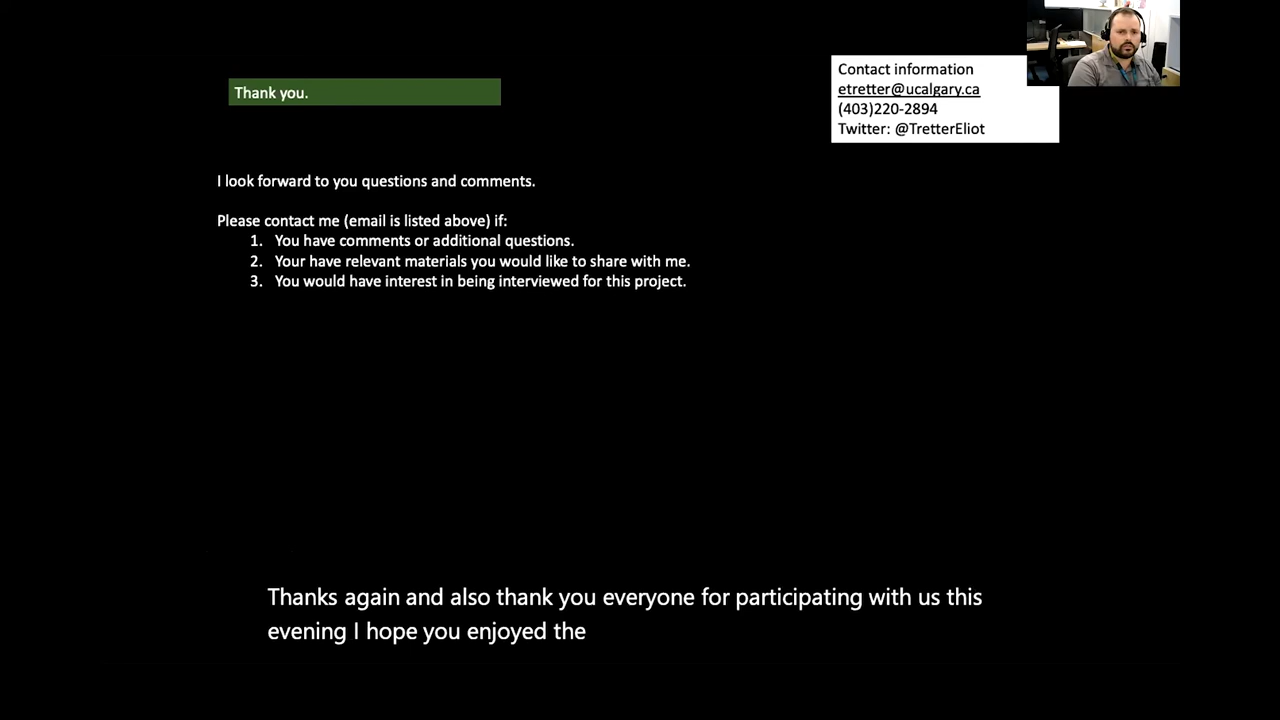 Thank you.
Contact information
etretter@ucalgary.ca
(403)220-2894
Twitter: @TretterEliot
I look forward to you questions and comments.
Please contact me (email is listed above) if:
1. You have comments or additional questions.
2. Your have relevant materials you would like to share with me.
3. You would have interest in being interviewed for this project.
Thanks again and also thank you everyone for participating with us this
evening I hope you enjoyed the